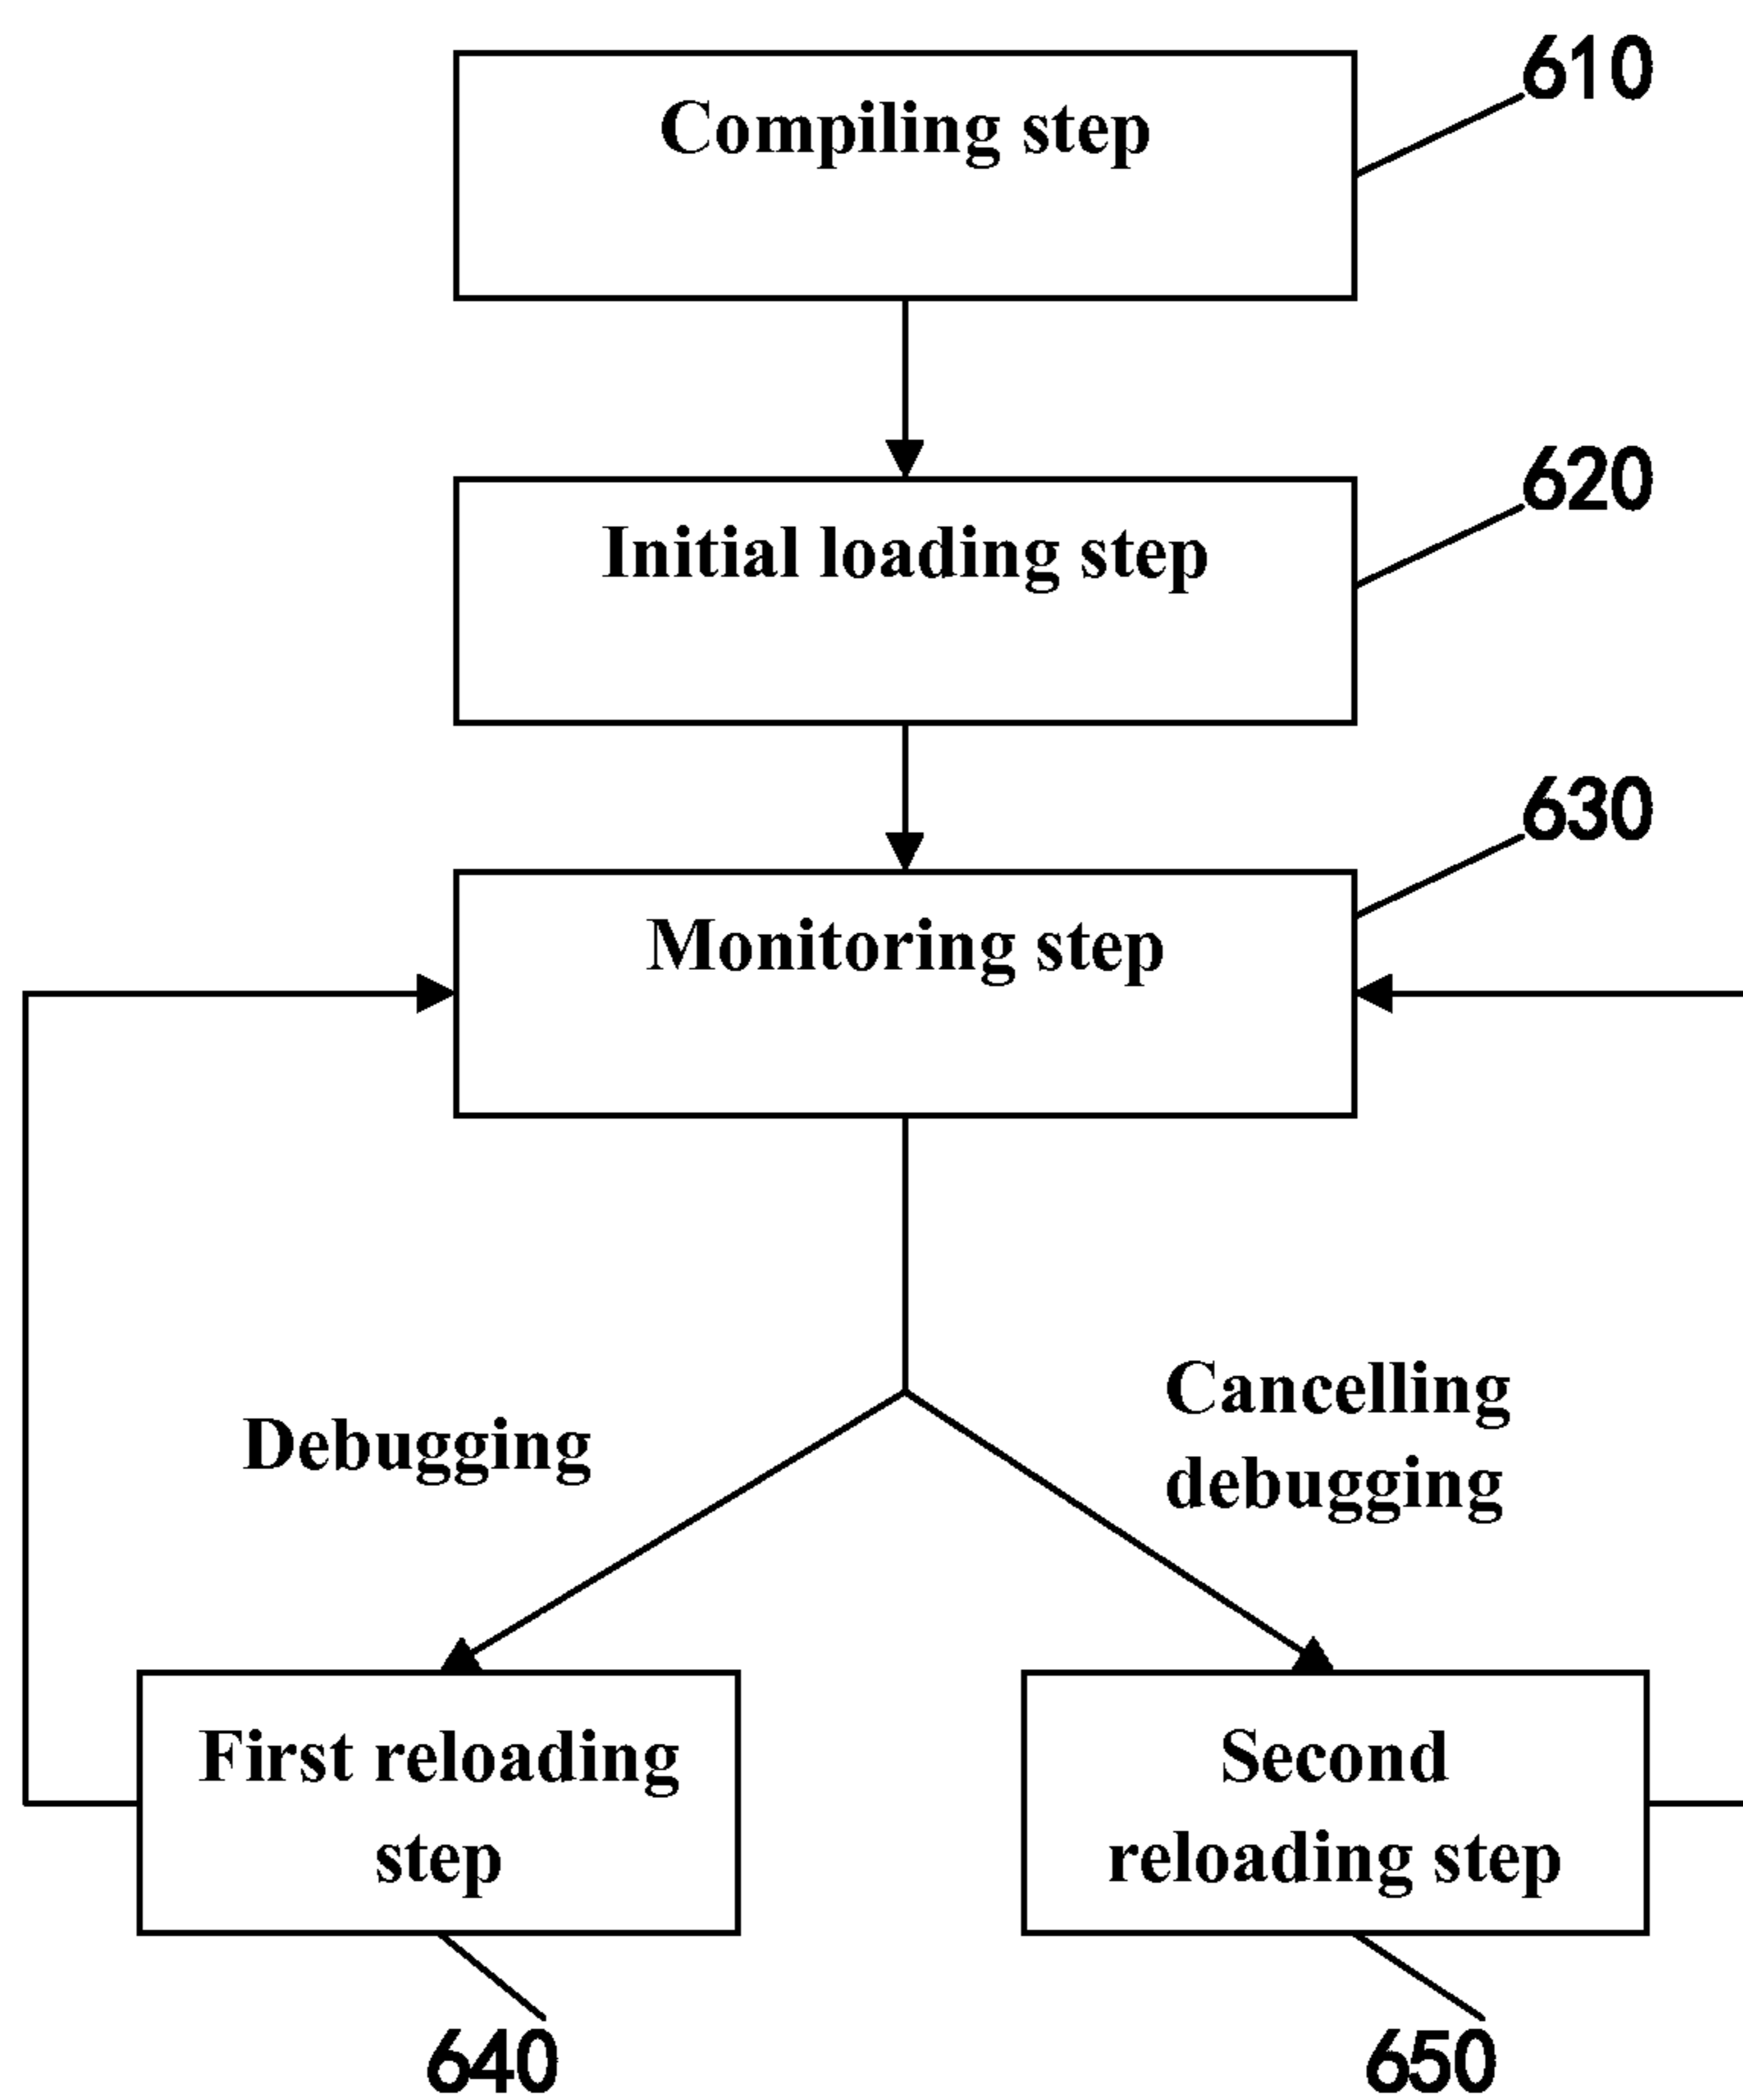 610
Compiling step
620
Initial loading step
630
Monitoring step
Cancelling
debugging
Debugging
First reloading
step
Second
reloading step
640
650